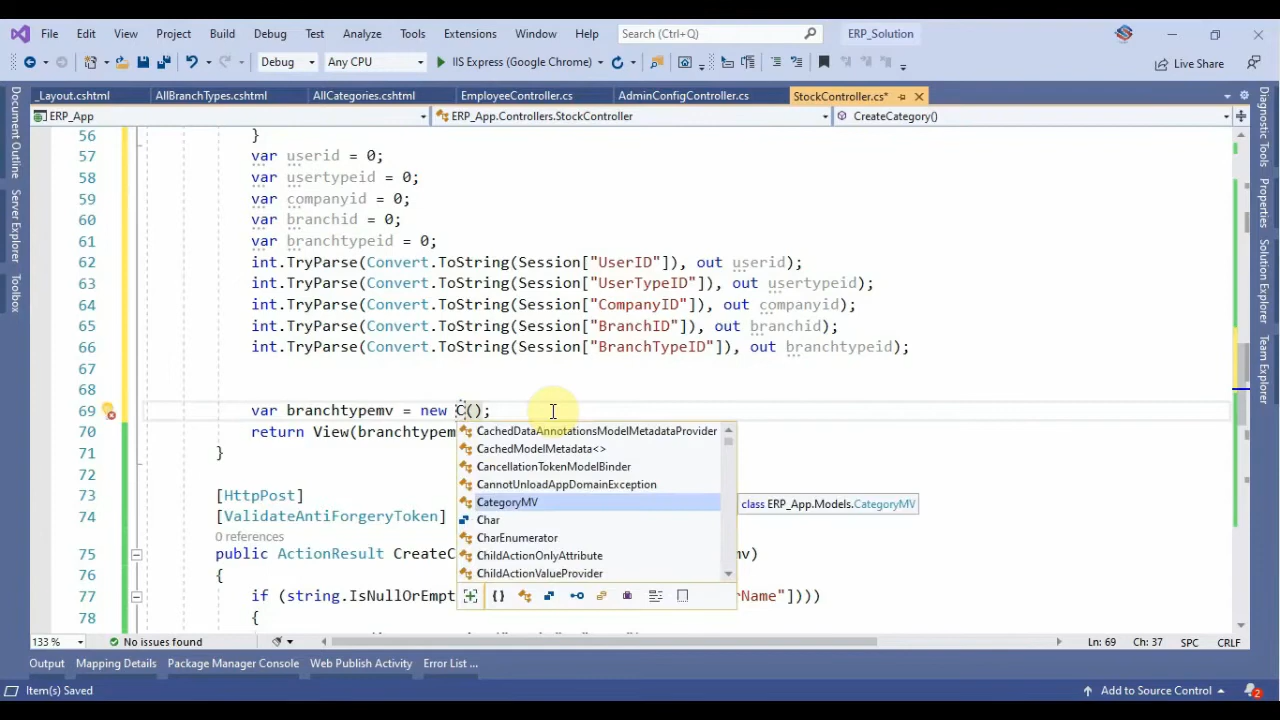 File Edit View Project Build Debug Test Analyze Tools Extensions Window Help Search (Ctrl+Q) ERP_Solution
Debug Any CPU IIS Express (Google Chrome) Live Share
_Layout.cshtml AllBranchTypes.cshtml AllCategories.cshtml EmployeeController.cs AdminConfigController.cs StockController.cs*
ERP_App ERP_App.Controllers.StockController CreateCategory()
Document Outline
Server Explorer
Toolbox
56 }
57 var userid = 0;
58 var usertypeid = 0;
59 var companyid = 0;
60 var branchid = 0;
61 var branchtypeid = 0;
62 int.TryParse(Convert.ToString(Session["UserID"]), out userid);
63 int.TryParse(Convert.ToString(Session["UserTypeID"]), out usertypeid);
64 int.TryParse(Convert.ToString(Session["CompanyID"]), out companyid);
65 int.TryParse(Convert.ToString(Session["BranchID"]), out branchid);
66 int.TryParse(Convert.ToString(Session["BranchTypeID"]), out branchtypeid);
67
68
69 var branchtypemv = new C();
70 return View(branchtypem
71 }
72
73 [HttpPost]
74 [ValidateAntiForgeryToken]
0 references
75 public ActionResult CreateC mv)
76 {
77 if (string.IsNullOrEmpt rName"])))
78 {
CachedDataAnnotationsModelMetadataProvider
CachedModelMetadata<>
CancellationTokenModelBinder
CannotUnloadAppDomainException
CategoryMV
Char
CharEnumerator
ChildActionOnlyAttribute
ChildActionValueProvider
class ERP_App.Models.CategoryMV
Diagnostic Tools
Properties
Solution Explorer
Team Explorer
133 % No issues found Ln: 69 Ch: 37 SPC CRLF
Output Mapping Details Package Manager Console Web Publish Activity Error List ...
Item(s) Saved Add to Source Control 2